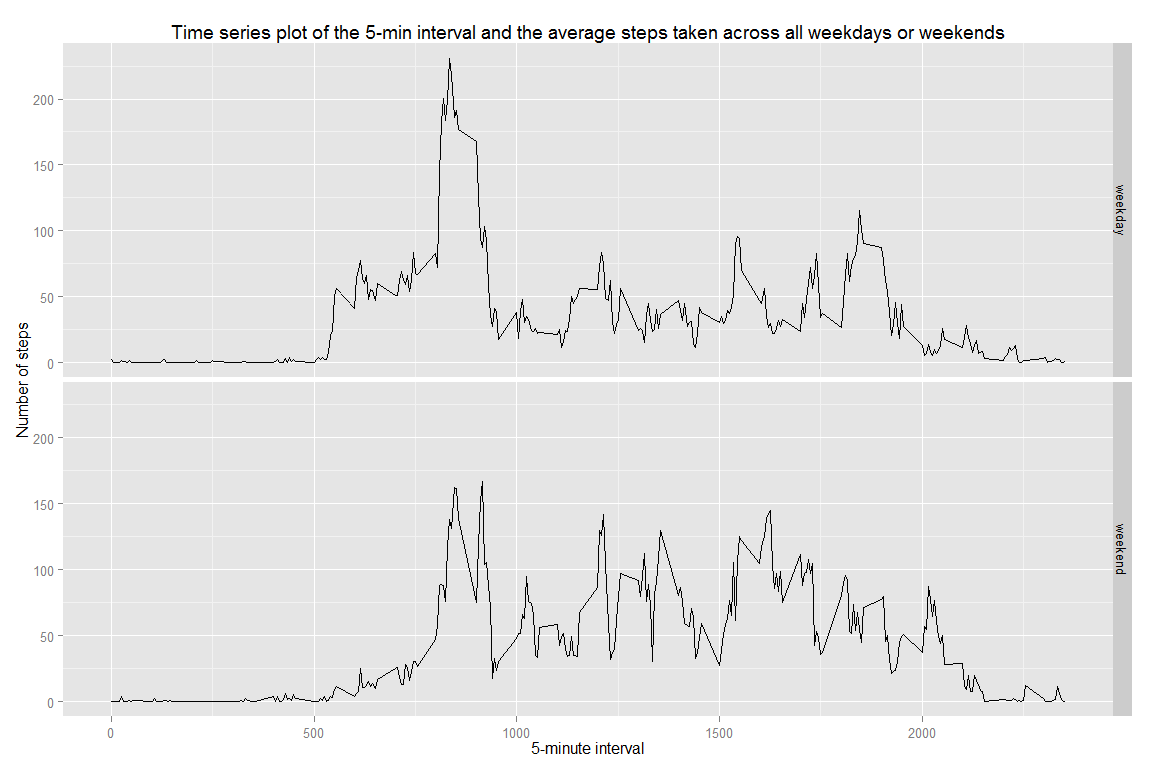 Time series plot of the 5-min interval and the average steps taken across all weekdays or weekends
Number of steps
200
150
100
50
0
weekday
200
150
100
50
0
weekend
0 500 1000 1500 2000
5-minute interval